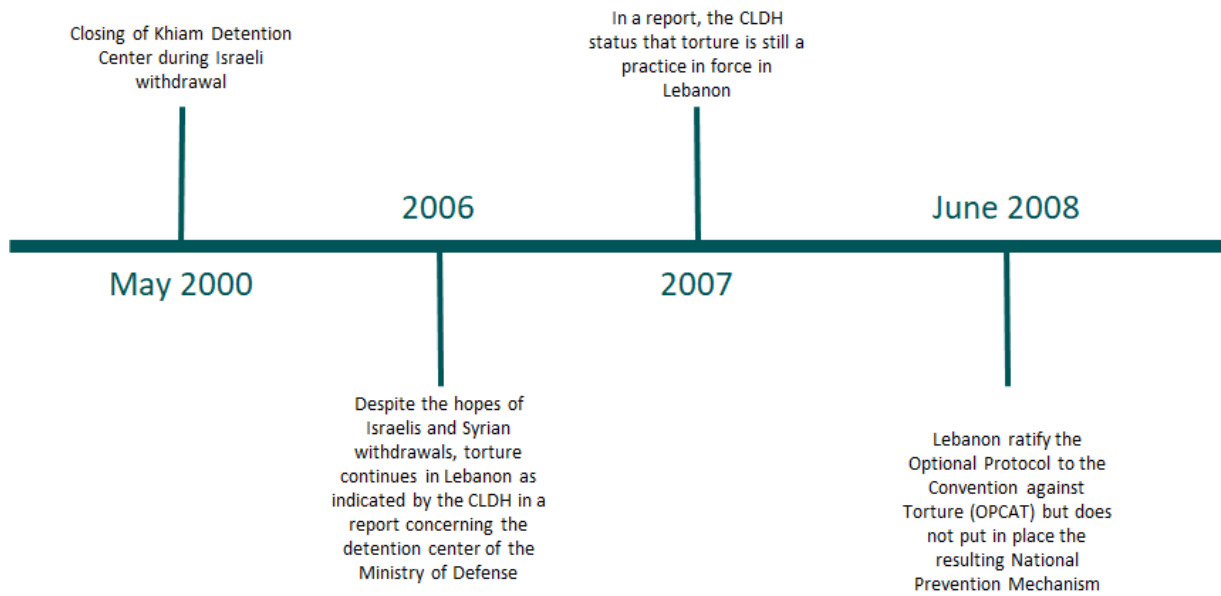 Closing of Khiam Detention
Center during Israeli
withdrawal
May 2000
2006
Despite the hopes of
Israelis and Syrian
withdrawals, torture
continues in Lebanon as
indicated by the CLDH in a
report concerning the
detention center of the
Ministry of Defense
In a report, the CLDH
status that torture is still a
practice in force in
Lebanon
2007
June 2008
Lebanon ratify the
Optional Protocol to the
Convention against
Torture (OPCAT) but does
not put in place the
resulting National
Prevention Mechanism